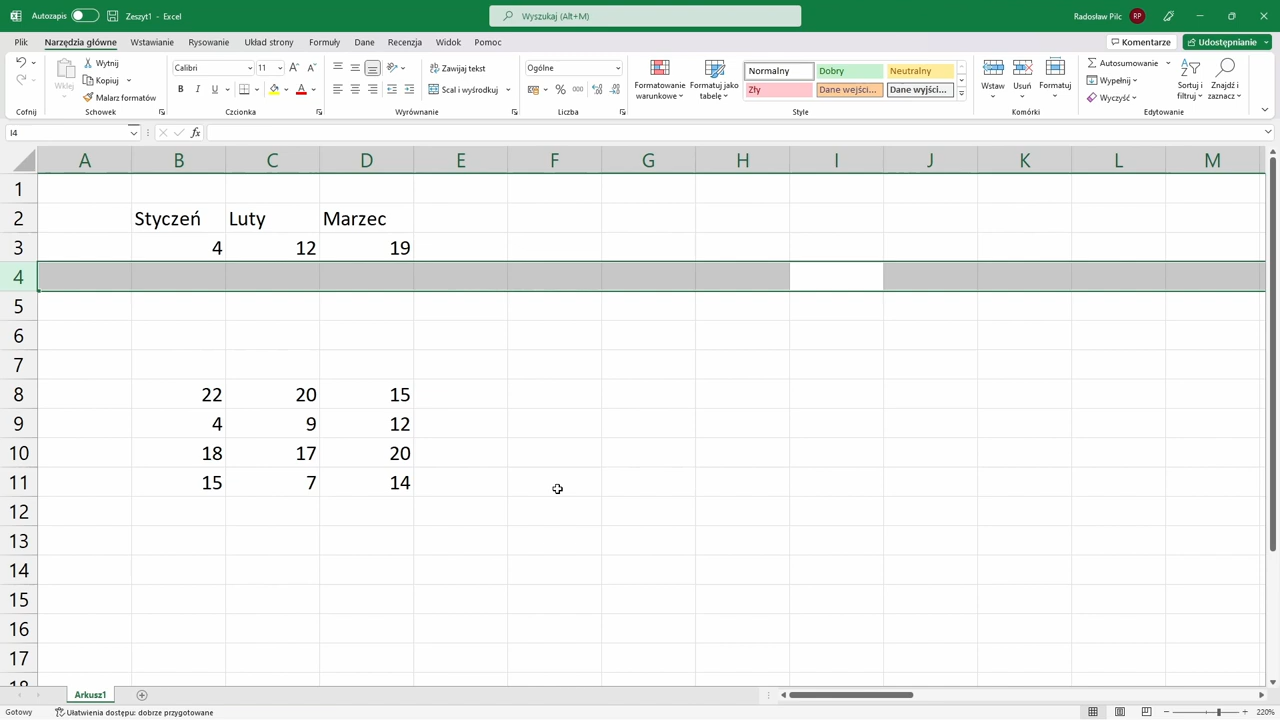 Autozapis
Zeszyt1 - Excel
Wyszukaj (Alt+M)
Radosław Pilc
RP
Plik
Narzędzia główne
Wstawianie
Rysowanie
Układ strony
Formuły
Dane
Recenzja
Widok
Pomoc
Komentarze
Udostępnianie
Wklej
Wytnij
Kopiuj
Malarz formatów
Calibri
11
B I U
Zawijaj tekst
Scal i wyśrodkuj
Ogólne
Formatowanie warunkowe
Formatuj jako tabelę
Normalny
Dobry
Neutralny
Zły
Dane wejści...
Dane wyjści...
Wstaw
Usuń
Formatuj
Autosumowanie
Wypełnij
Wyczyść
Sortuj i filtruj
Znajdź i zaznacz
Cofnij
Schowek
Czcionka
Wyrównanie
Liczba
Style
Komórki
Edytowanie
I4
fx
A B C D E F G H I J K L M
1
2 Styczeń Luty Marzec
3 4 12 19
4
5
6
7
8 22 20 15
9 4 9 12
10 18 17 20
11 15 7 14
12
13
14
15
16
17
18
Arkusz1
Gotowy
Ułatwienia dostępu: dobrze przygotowane
220%